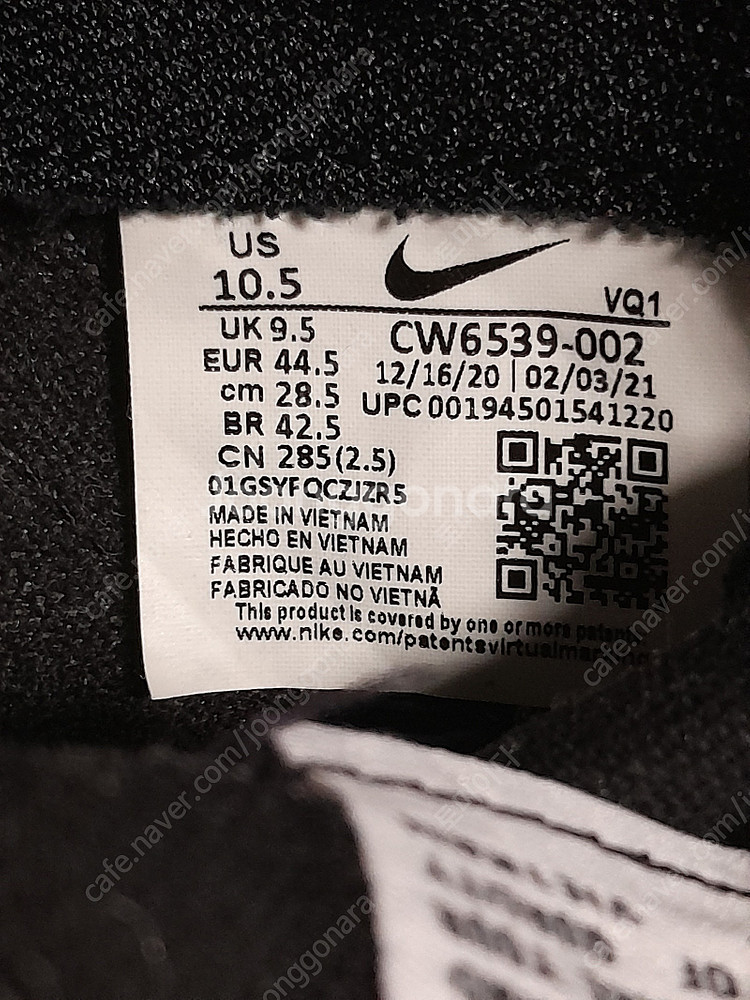 US
10.5
VQ1
UK 9.5
CW6539-002
EUR 44.5
12/16/20 | 02/03/21
cm 28.5
UPC 00194501541220
BR 42.5
CN 285(2.5)
01GSYFQCZJZR5
MADE IN VIETNAM
HECHO EN VIETNAM
FABRIQUE AU VIETNAM
FABRICADO NO VIETNÃ
This product is covered by one or more patents
www.nike.com/patentsvirtualmarking
cafe.naver.com/joonggonara
joonggonara